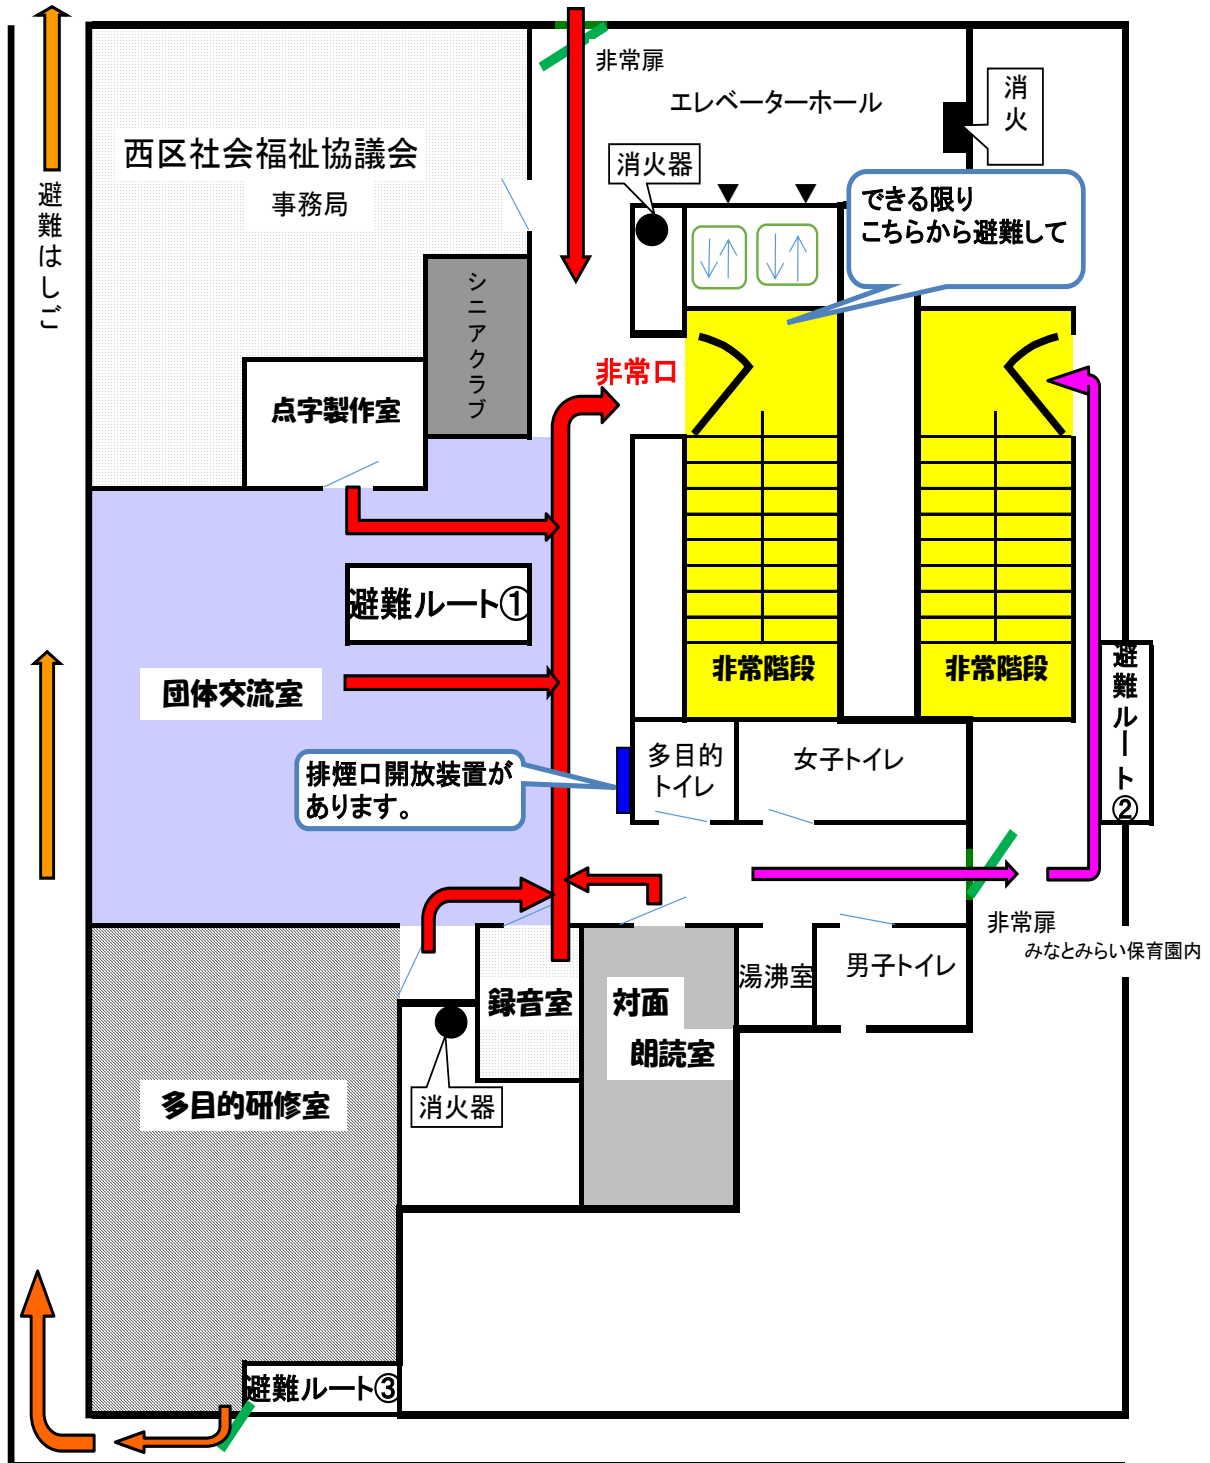 非常扉
エレベーターホール
消
火
西区社会福祉協議会
事務局
消火器
できる限り
こちらから避難して
避難はしご
シニアクラブ
非常口
点字製作室
避難ルート①
非常階段
非常階段
避難ルート②
団体交流室
多目的
トイレ
女子トイレ
排煙口開放装置が
あります。
非常扉
みなとみらい保育園内
湯沸室
男子トイレ
録音室
対面
朗読室
多目的研修室
消火器
避難ルート③